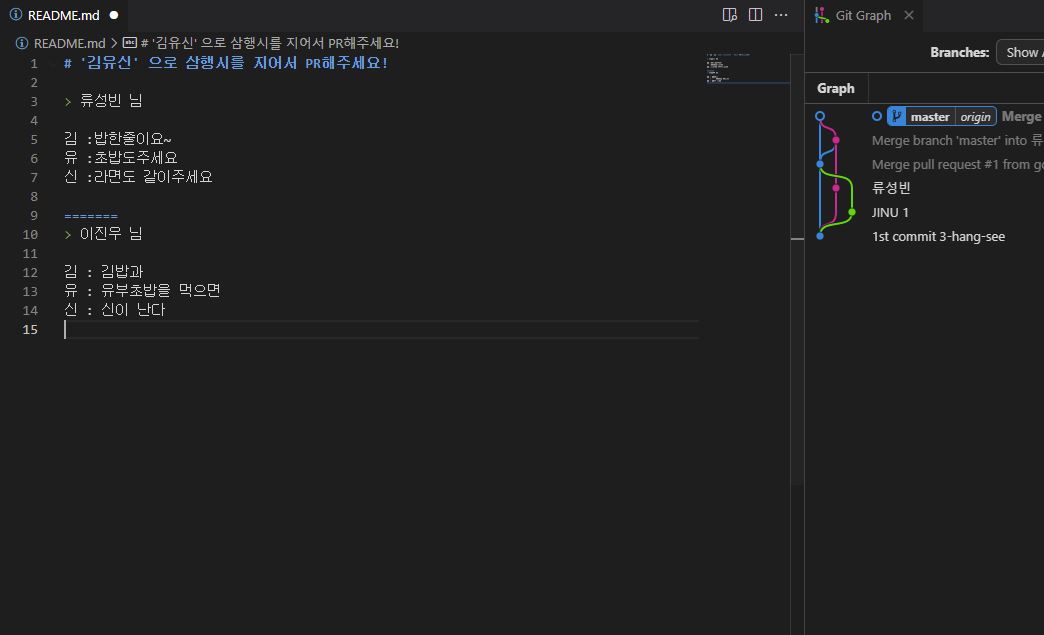 README.md
Git Graph
README.md > # '김유신' 으로 삼행시를 지어서 PR해주세요!
Branches: Show
1 # '김유신' 으로 삼행시를 지어서 PR해주세요!
2
3 > 류성빈 님
4
5 김 :밥한줄이요~
6 유 :초밥도주세요
7 신 :라면도 같이주세요
8
9 =======
10 > 이진우 님
11
12 김 : 김밥과
13 유 : 유부초밥을 먹으면
14 신 : 신이 난다
15
Graph
master origin Merge
Merge branch 'master' into 류
Merge pull request #1 from
류성빈
JINU 1
1st commit 3-hang-see